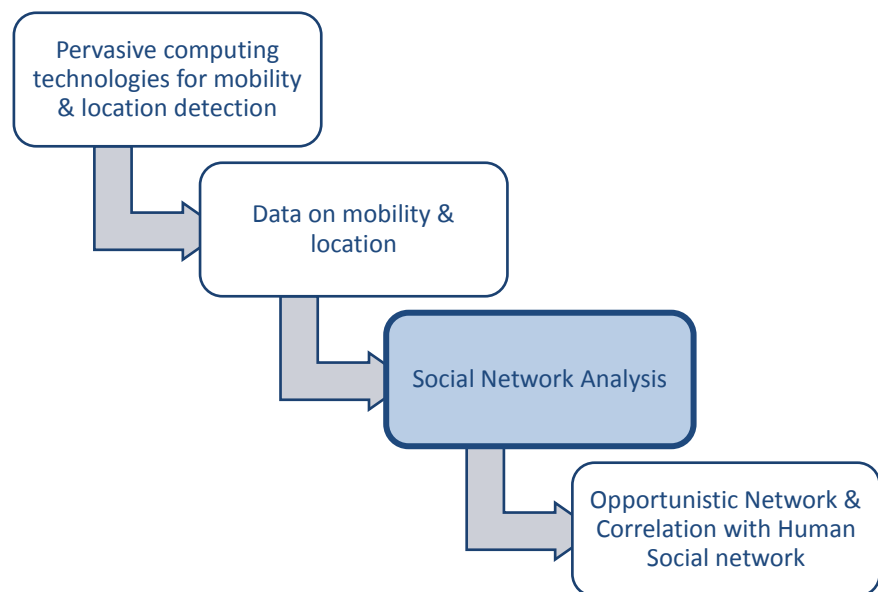 Pervasive computing
technologies for mobility
& location detection
Data on mobility &
location
Social Network Analysis
Opportunistic Network &
Correlation with Human
Social network